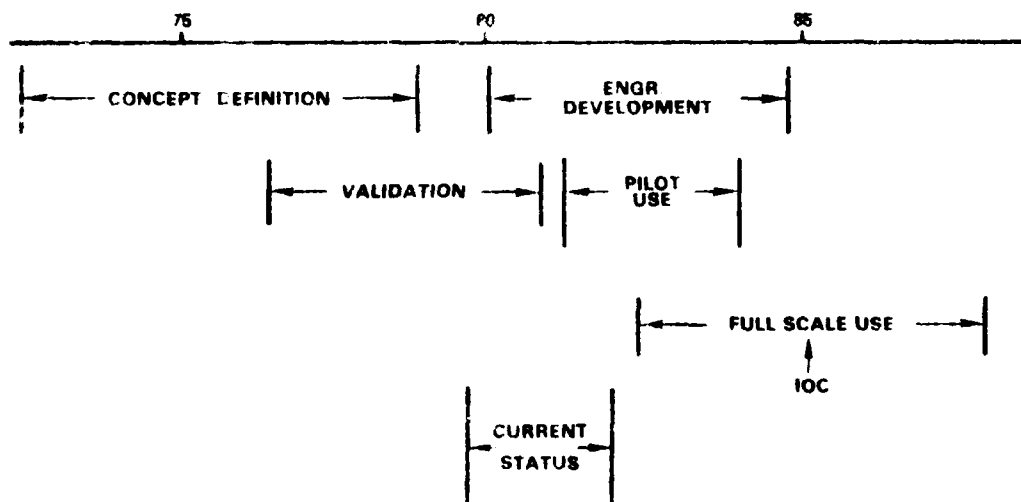 75 80 85
CONCEPT DEFINITION
ENGR
DEVELOPMENT
VALIDATION
PILOT
USE
FULL SCALE USE
IOC
CURRENT
STATUS